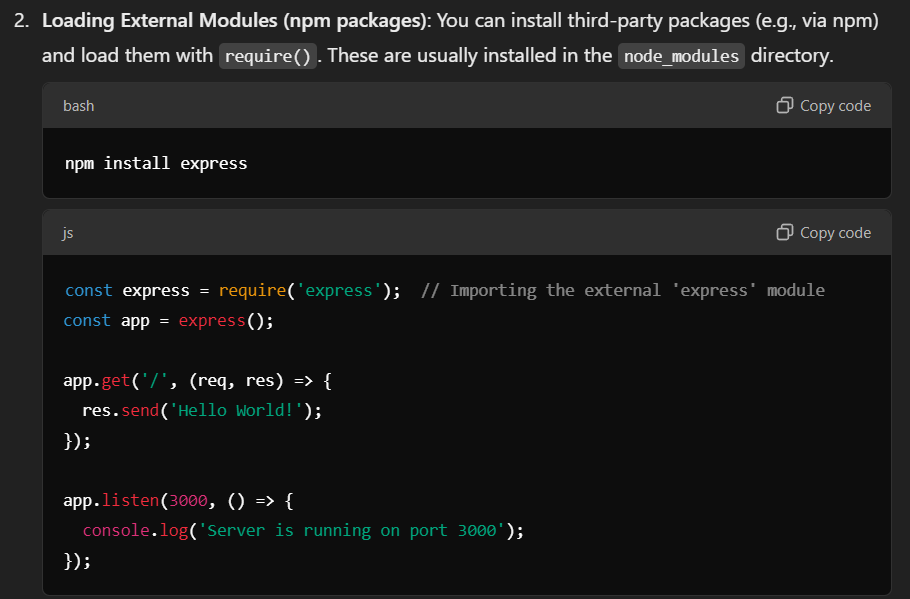 2. Loading External Modules (npm packages): You can install third-party packages (e.g., via npm)
and load them with require(). These are usually installed in the node_modules directory.
bash Copy code
npm install express
js Copy code
const express = require('express');  // Importing the external 'express' module
const app = express();
app.get('/', (req, res) => {
  res.send('Hello World!');
});
app.listen(3000, () => {
  console.log('Server is running on port 3000');
});